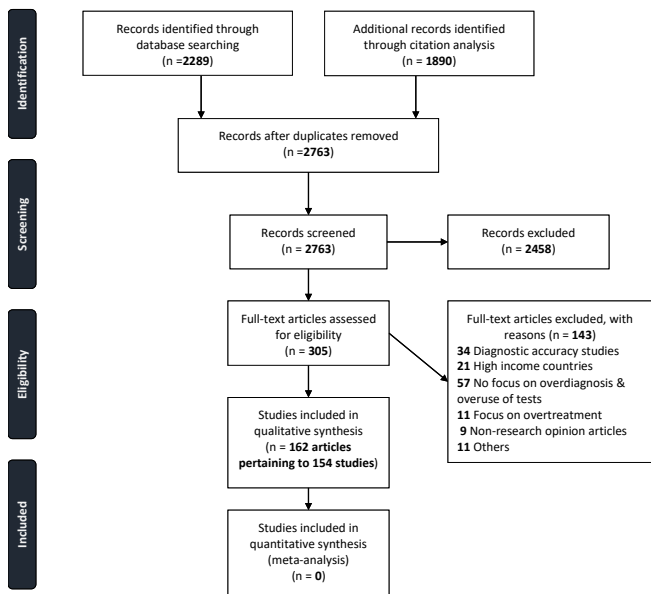 Identification
Records identified through
database searching
(n =2289)
Additional records identified
through citation analysis
(n = 1890)
Records after duplicates removed
(n =2763)
Screening
Records screened
(n = 2763)
Records excluded
(n = 2458)
Eligibility
Full-text articles assessed
for eligibility
(n = 305)
Full-text articles excluded, with
reasons (n = 143)
34 Diagnostic accuracy studies
21 High income countries
57 No focus on overdiagnosis &
overuse of tests
11 Focus on overtreatment
9 Non-research opinion articles
11 Others
Studies included in
qualitative synthesis
(n = 162 articles
pertaining to 154 studies)
Included
Studies included in
quantitative synthesis
(meta-analysis)
(n = 0)